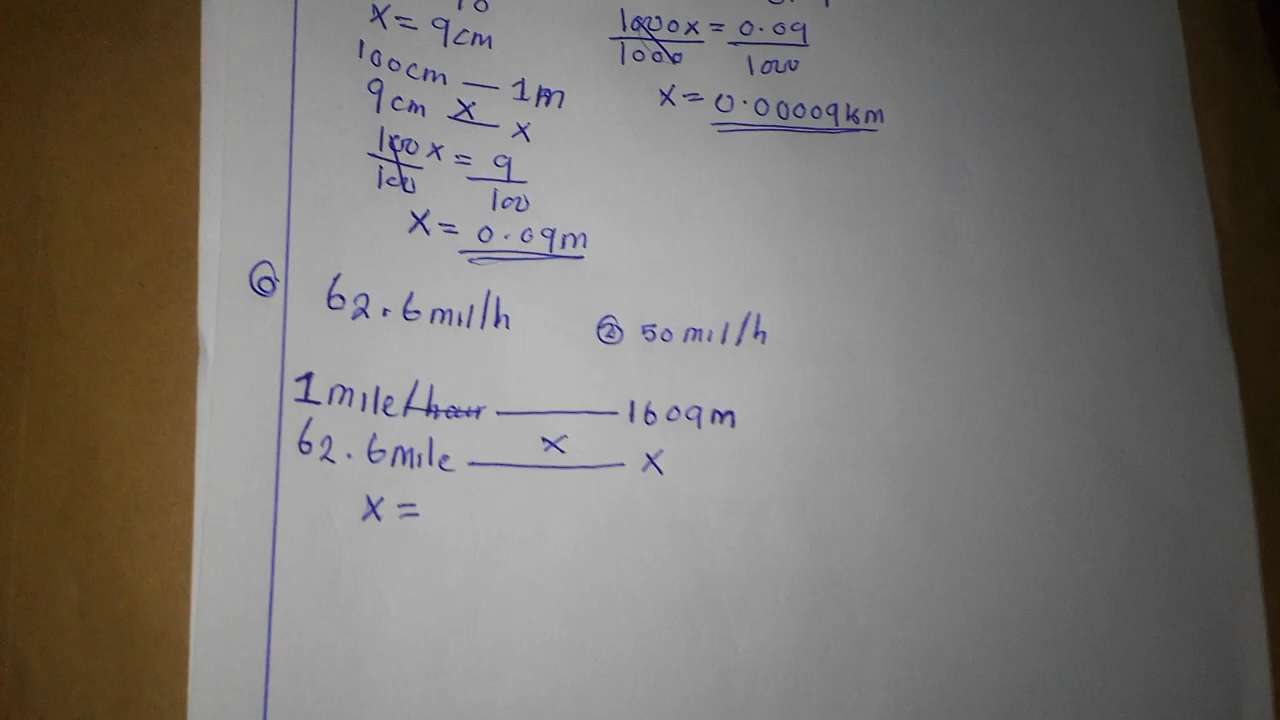 x = 9cm
100cm — 1m
9cm x x
100x = 9
100 100
x = 0.09m
1000x = 0.09
1000 1000
x = 0.00009km
6 62.6mil/h
2 50mil/h
1mile/hour — 1609m
62.6mile x x
x =